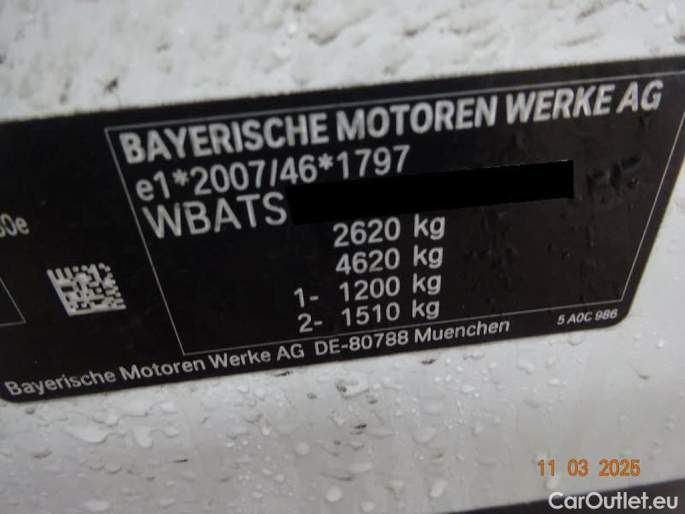 BAYERISCHE MOTOREN WERKE AG
e1*2007/46*1797
WBATS
0e
2620 kg
4620 kg
1- 1200 kg
2- 1510 kg
5 A0C 986
Bayerische Motoren Werke AG DE-80788 Muenchen
11 03 2025
CarOutlet.eu